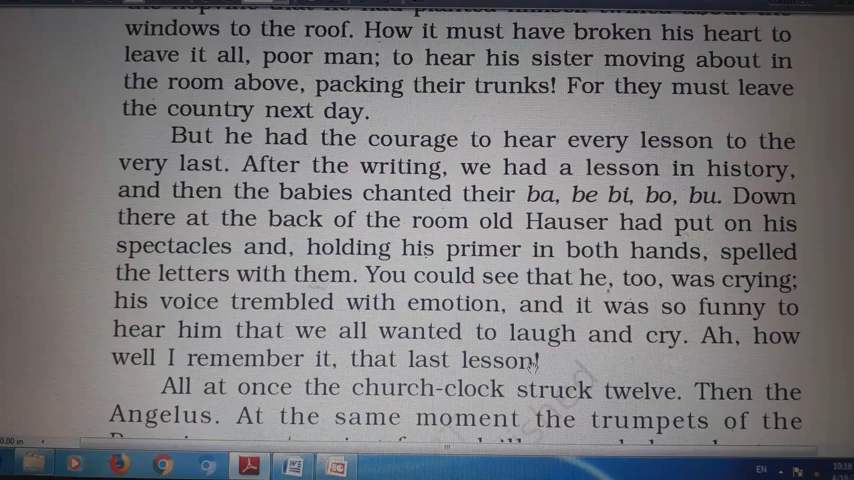 windows to the roof. How it must have broken his heart to
leave it all, poor man; to hear his sister moving about in
the room above, packing their trunks! For they must leave
the country next day.
But he had the courage to hear every lesson to the
very last. After the writing, we had a lesson in history,
and then the babies chanted their ba, be bi, bo, bu. Down
there at the back of the room old Hauser had put on his
spectacles and, holding his primer in both hands, spelled
the letters with them. You could see that he, too, was crying;
his voice trembled with emotion, and it was so funny to
hear him that we all wanted to laugh and cry. Ah, how
well I remember it, that last lesson!
All at once the church-clock struck twelve. Then the
Angelus. At the same moment the trumpets of the
0.00 in
EN
10:38